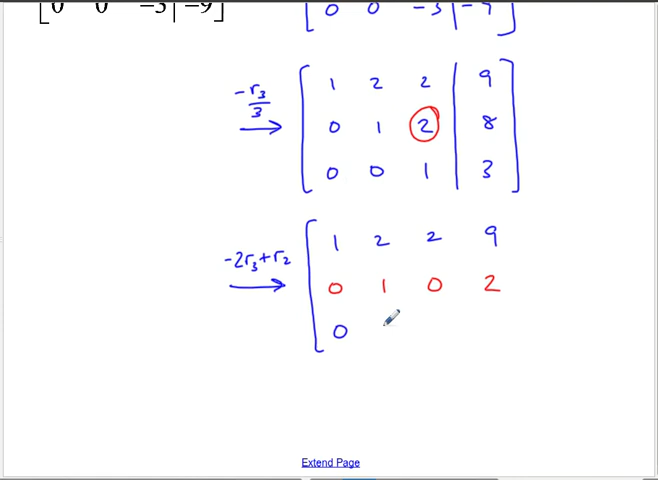 [0 0 −3|−9]
[0 0 -3|-9]
-r3/3
1 2 2 | 9
0 1 2 | 8
0 0 1 | 3
-2r3+r2
1 2 2 9
0 1 0 2
0
Extend Page